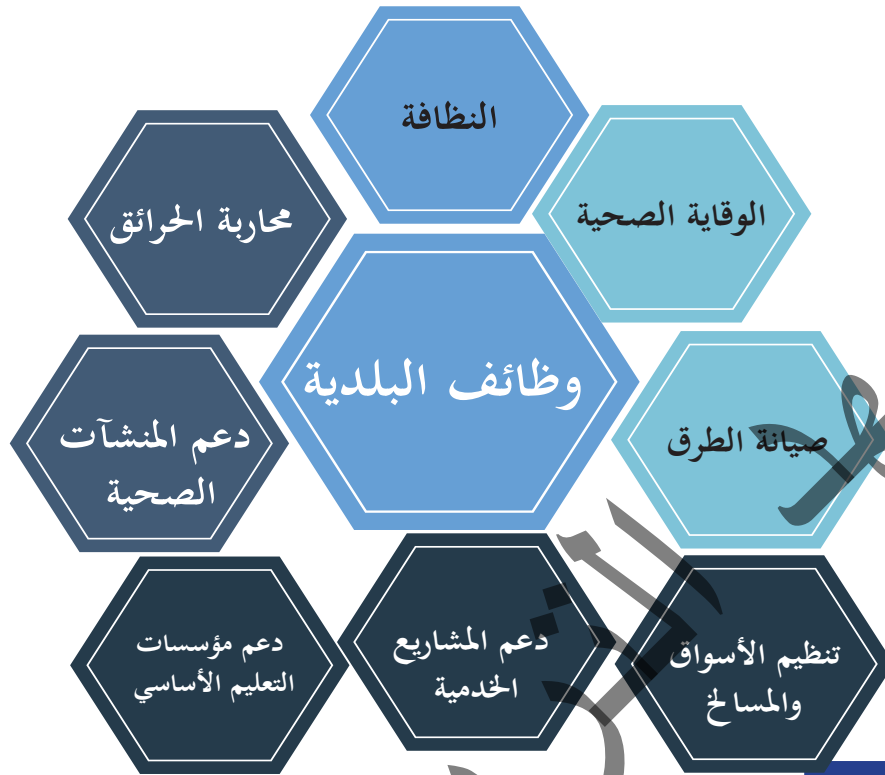 النظافة
الوقاية الصحية
محاربة الحرائق
وظائف البلدية
صيانة الطرق
دعم المنشآت
الصحية
تنظيم الأسواق
والمسالخ
دعم المشاريع
الخدمية
دعم مؤسسات
التعليم الأساسي